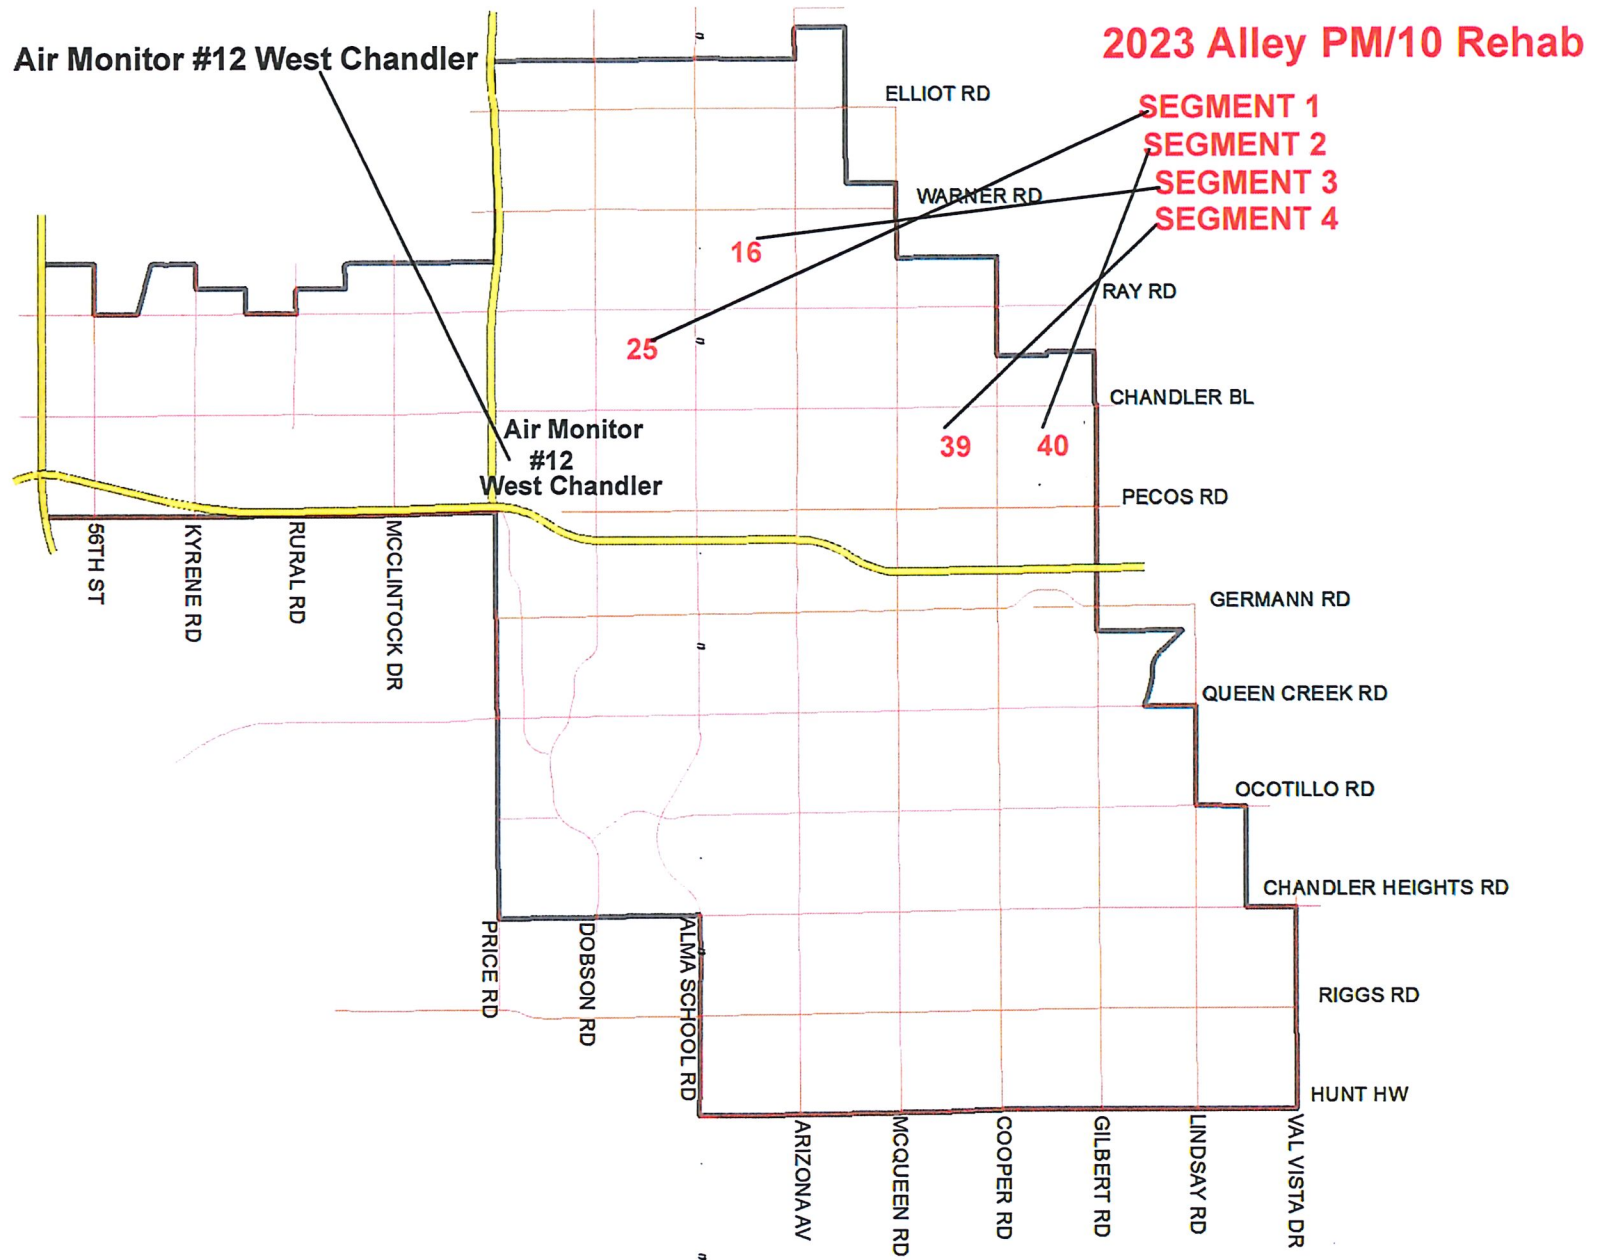 2023 Alley PM/10 Rehab
Air Monitor #12 West Chandler
ELLIOT RD
SEGMENT 1
SEGMENT 2
SEGMENT 3
SEGMENT 4
WARNER RD
16
RAY RD
25
CHANDLER BL
Air Monitor
#12
West Chandler
39
40
PECOS RD
56TH ST
KYRENE RD
RURAL RD
MCCLINTOCK DR
GERMANN RD
QUEEN CREEK RD
OCOTILLO RD
CHANDLER HEIGHTS RD
PRICE RD
DOBSON RD
ALMA SCHOOL RD
RIGGS RD
HUNT HW
ARIZONA AV
MCQUEEN RD
COOPER RD
GILBERT RD
LINDSAY RD
VAL VISTA DR